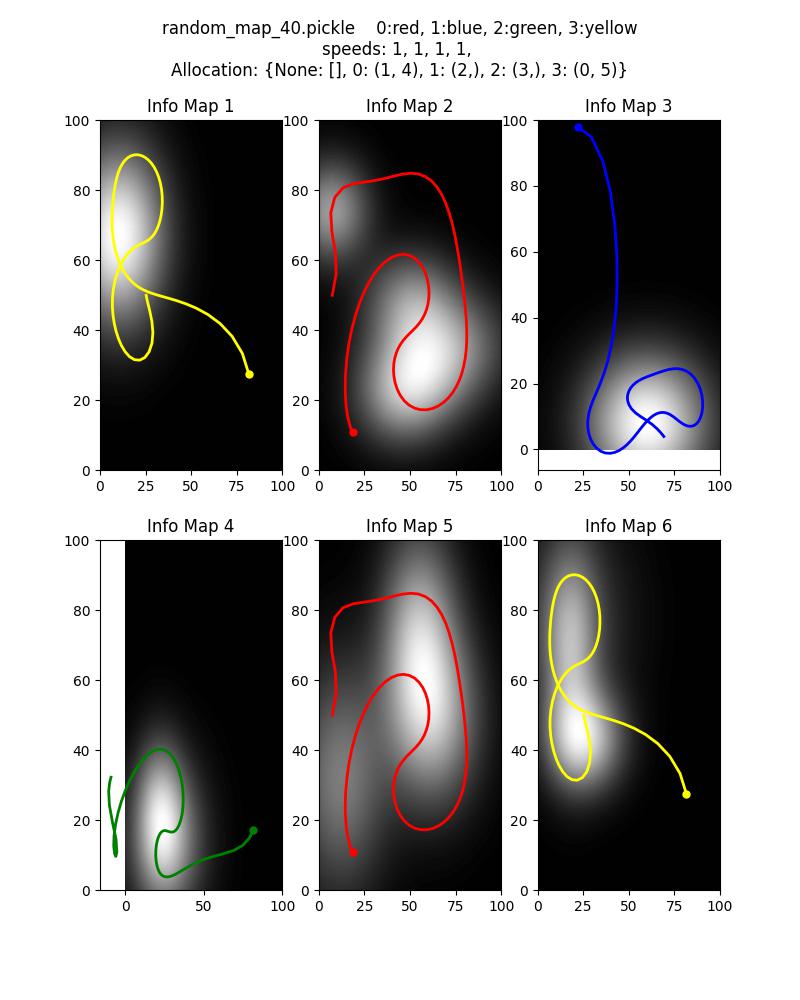 random_map_40.pickle    0:red, 1:blue, 2:green, 3:yellow
speeds: 1, 1, 1, 1,
Allocation: {None: [], 0: (1, 4), 1: (2,), 2: (3,), 3: (0, 5)}
Info Map 1
100
80
60
40
20
0
0 25 50 75 100
Info Map 2
100
80
60
40
20
0
0 25 50 75 100
Info Map 3
100
80
60
40
20
0
0 25 50 75 100
Info Map 4
100
80
60
40
20
0
0 50 100
Info Map 5
100
80
60
40
20
0
0 25 50 75 100
Info Map 6
100
80
60
40
20
0
0 25 50 75 100